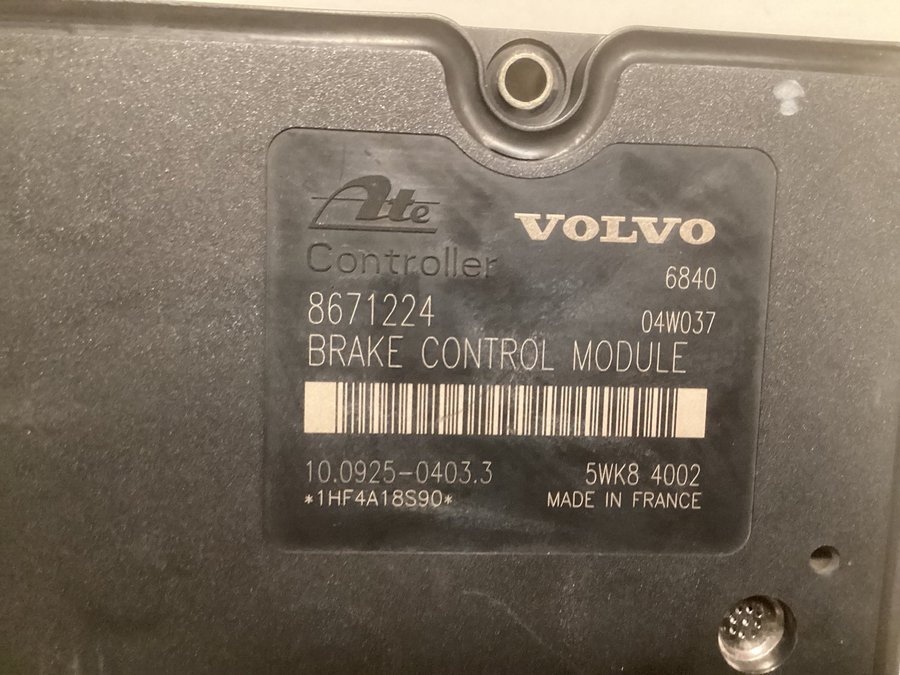 Ate
VOLVO
Controller
6840
8671224
04W037
BRAKE CONTROL MODULE
10.0925-0403.3
5WK8 4002
*1HF4A18S90*
MADE IN FRANCE